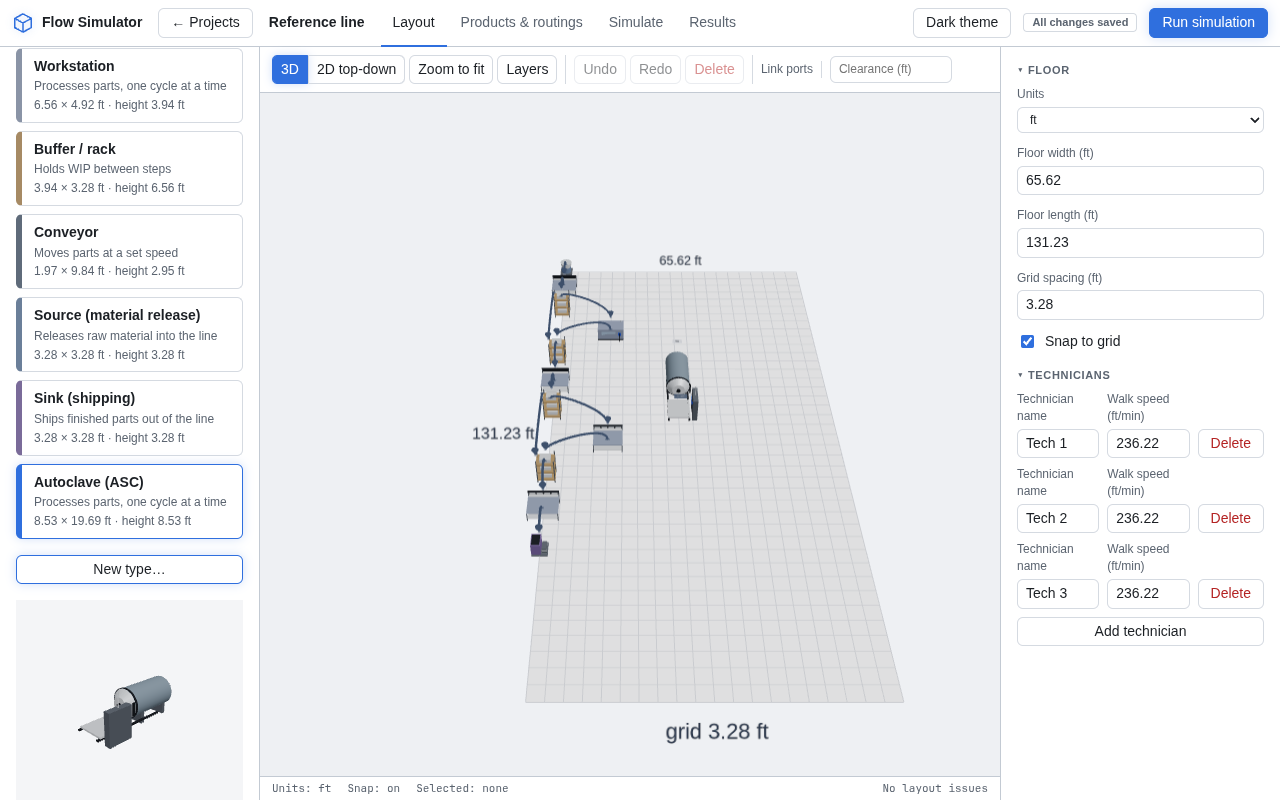 Flow Simulator
← Projects
Reference line
Layout
Products & routings
Simulate
Results
Dark theme
All changes saved
Run simulation
Workstation
Processes parts, one cycle at a time
6.56 × 4.92 ft · height 3.94 ft
Buffer / rack
Holds WIP between steps
3.94 × 3.28 ft · height 6.56 ft
Conveyor
Moves parts at a set speed
1.97 × 9.84 ft · height 2.95 ft
Source (material release)
Releases raw material into the line
3.28 × 3.28 ft · height 3.28 ft
Sink (shipping)
Ships finished parts out of the line
3.28 × 3.28 ft · height 3.28 ft
Autoclave (ASC)
Processes parts, one cycle at a time
8.53 × 19.69 ft · height 8.53 ft
New type…
3D
2D top-down
Zoom to fit
Layers
Undo
Redo
Delete
Link ports
Clearance (ft)
65.62 ft
131.23 ft
grid 3.28 ft
Units: ft
Snap: on
Selected: none
No layout issues
FLOOR
Units
ft
Floor width (ft)
65.62
Floor length (ft)
131.23
Grid spacing (ft)
3.28
Snap to grid
TECHNICIANS
Technician name
Walk speed (ft/min)
Tech 1
236.22
Delete
Technician name
Walk speed (ft/min)
Tech 2
236.22
Delete
Technician name
Walk speed (ft/min)
Tech 3
236.22
Delete
Add technician